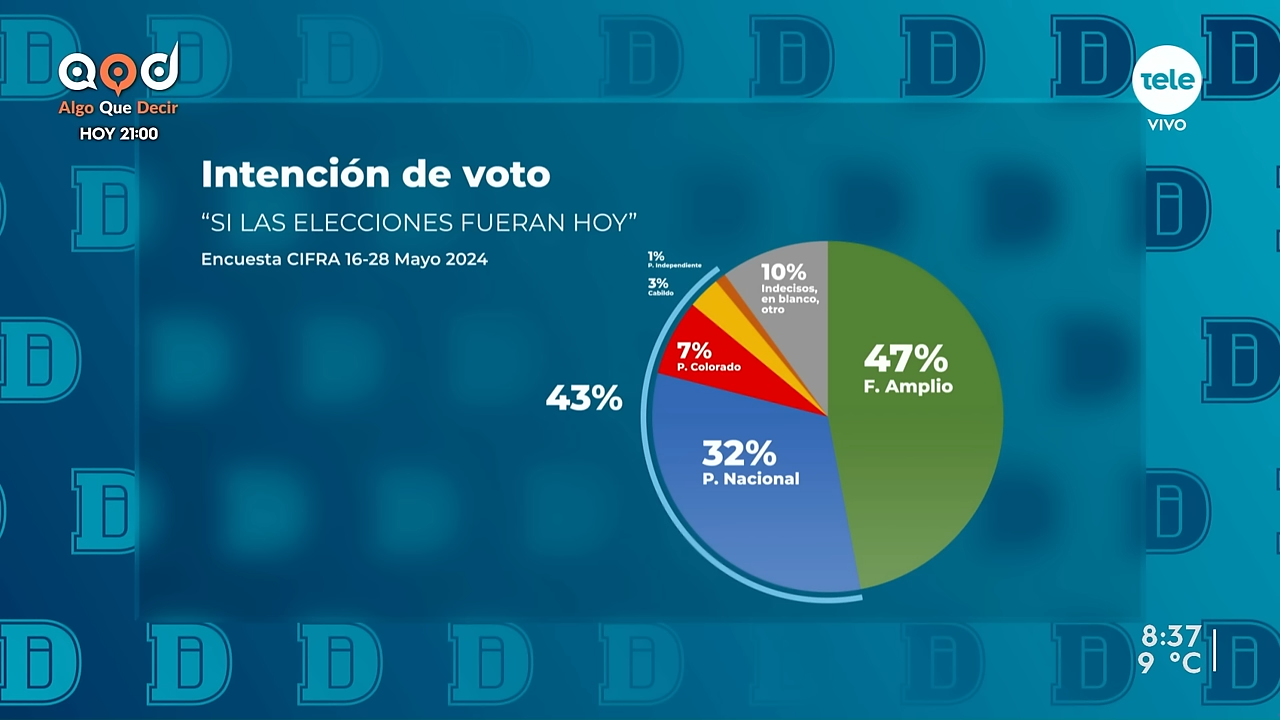 aqd
Algo Que Decir
HOY 21:00
tele
VIVO
Intención de voto
“SI LAS ELECCIONES FUERAN HOY”
Encuesta CIFRA 16-28 Mayo 2024
1%
P. Independiente
3%
Cabildo
10%
Indecisos,
en blanco,
otro
47%
F. Amplio
7%
P. Colorado
43%
32%
P. Nacional
8:37
9 °C